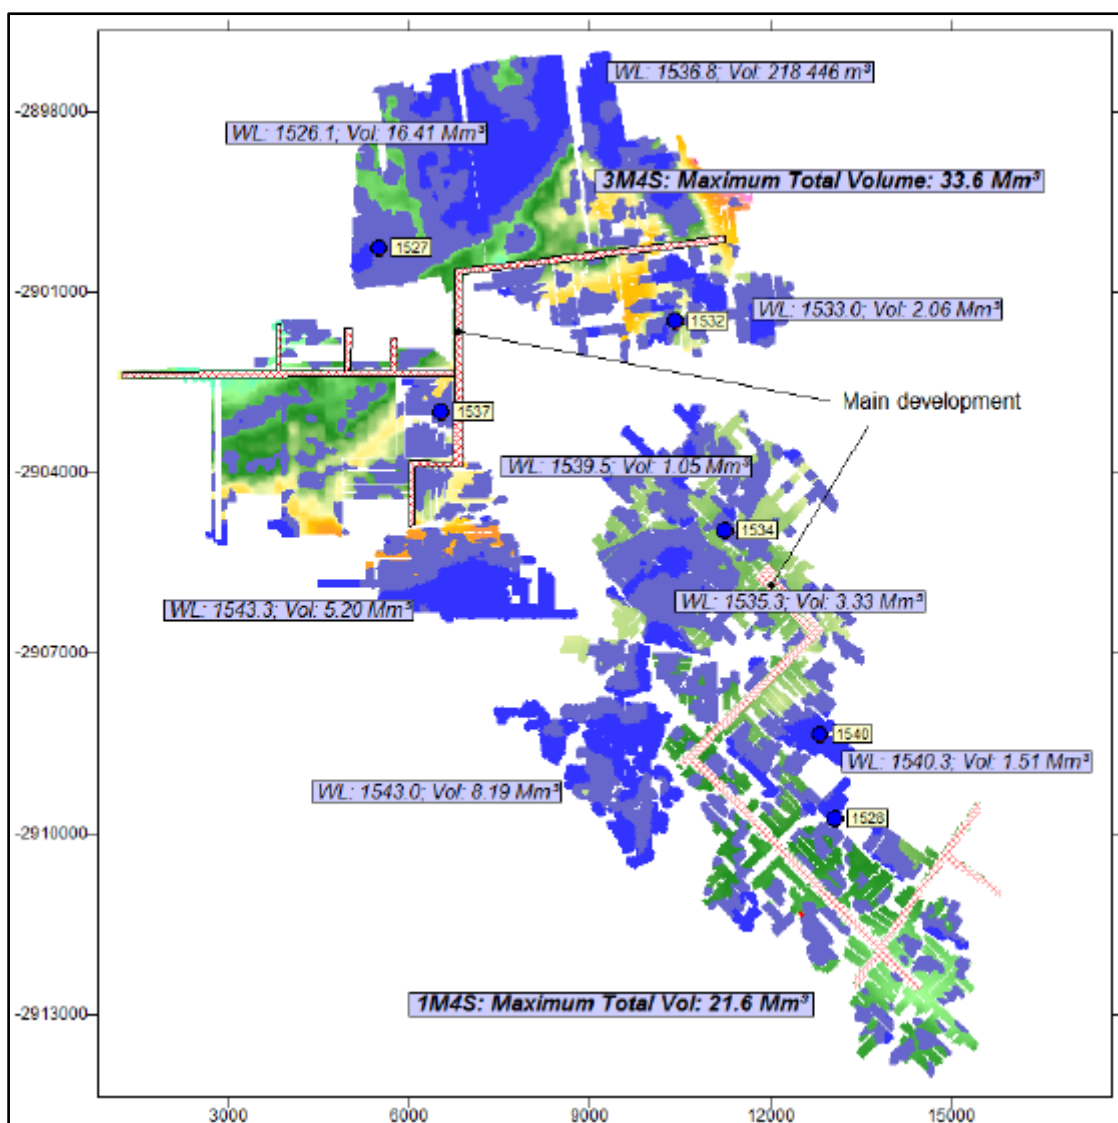 WL: 1536.8; Vol: 218 446 m³
-2898000
WL: 1526.1; Vol: 16.41 Mm³
3M4S: Maximum Total Volume: 33.6 Mm³
1527
-2901000
WL: 1533.0; Vol: 2.06 Mm³
1532
Main development
1537
-2904000
WL: 1539.5; Vol: 1.05 Mm³
1534
WL: 1535.3; Vol: 3.33 Mm³
WL: 1543.3; Vol: 5.20 Mm³
-2907000
1540
WL: 1540.3; Vol: 1.51 Mm³
WL: 1543.0; Vol: 8.19 Mm³
1528
-2910000
1M4S: Maximum Total Vol: 21.6 Mm³
-2913000
3000 6000 9000 12000 15000